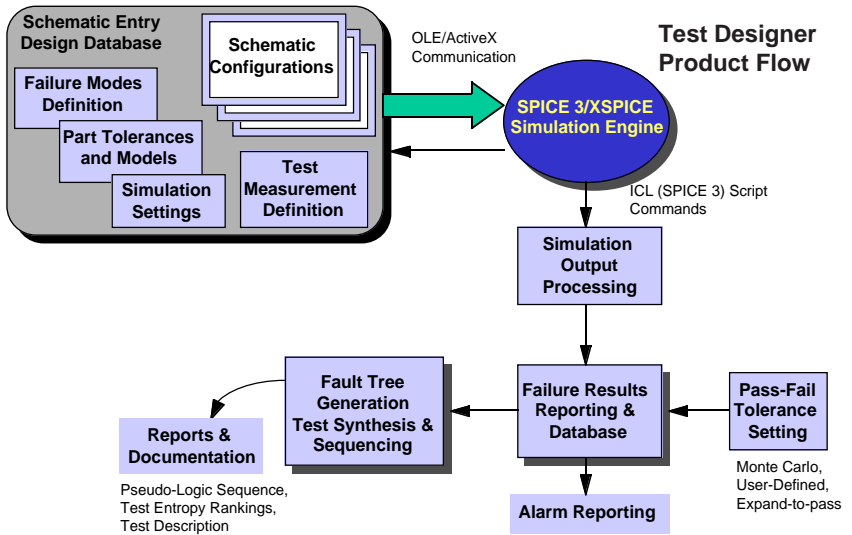 Schematic Entry
Design Database
Schematic
Configurations
Failure Modes
Definition
Part Tolerances
and Models
Simulation
Settings
Test
Measurement
Definition
OLE/ActiveX
Communication
Test Designer
Product Flow
SPICE 3/XSPICE
Simulation Engine
ICL (SPICE 3) Script
Commands
Simulation
Output
Processing
Fault Tree
Generation
Test Synthesis &
Sequencing
Failure Results
Reporting &
Database
Pass-Fail
Tolerance
Setting
Reports &
Documentation
Pseudo-Logic Sequence,
Test Entropy Rankings,
Test Description
Monte Carlo,
User-Defined,
Expand-to-pass
Alarm Reporting